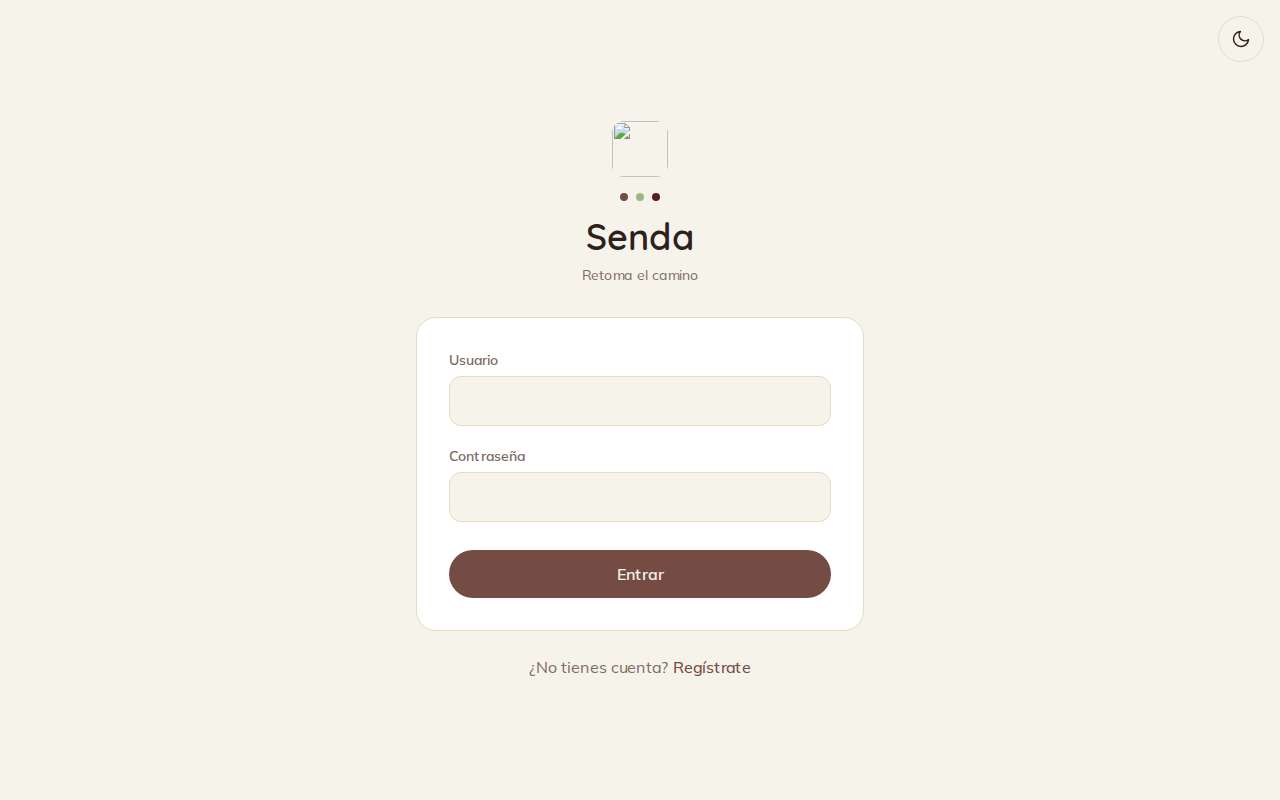 Senda
Retoma el camino
Usuario
Contraseña
Entrar
¿No tienes cuenta? Regístrate